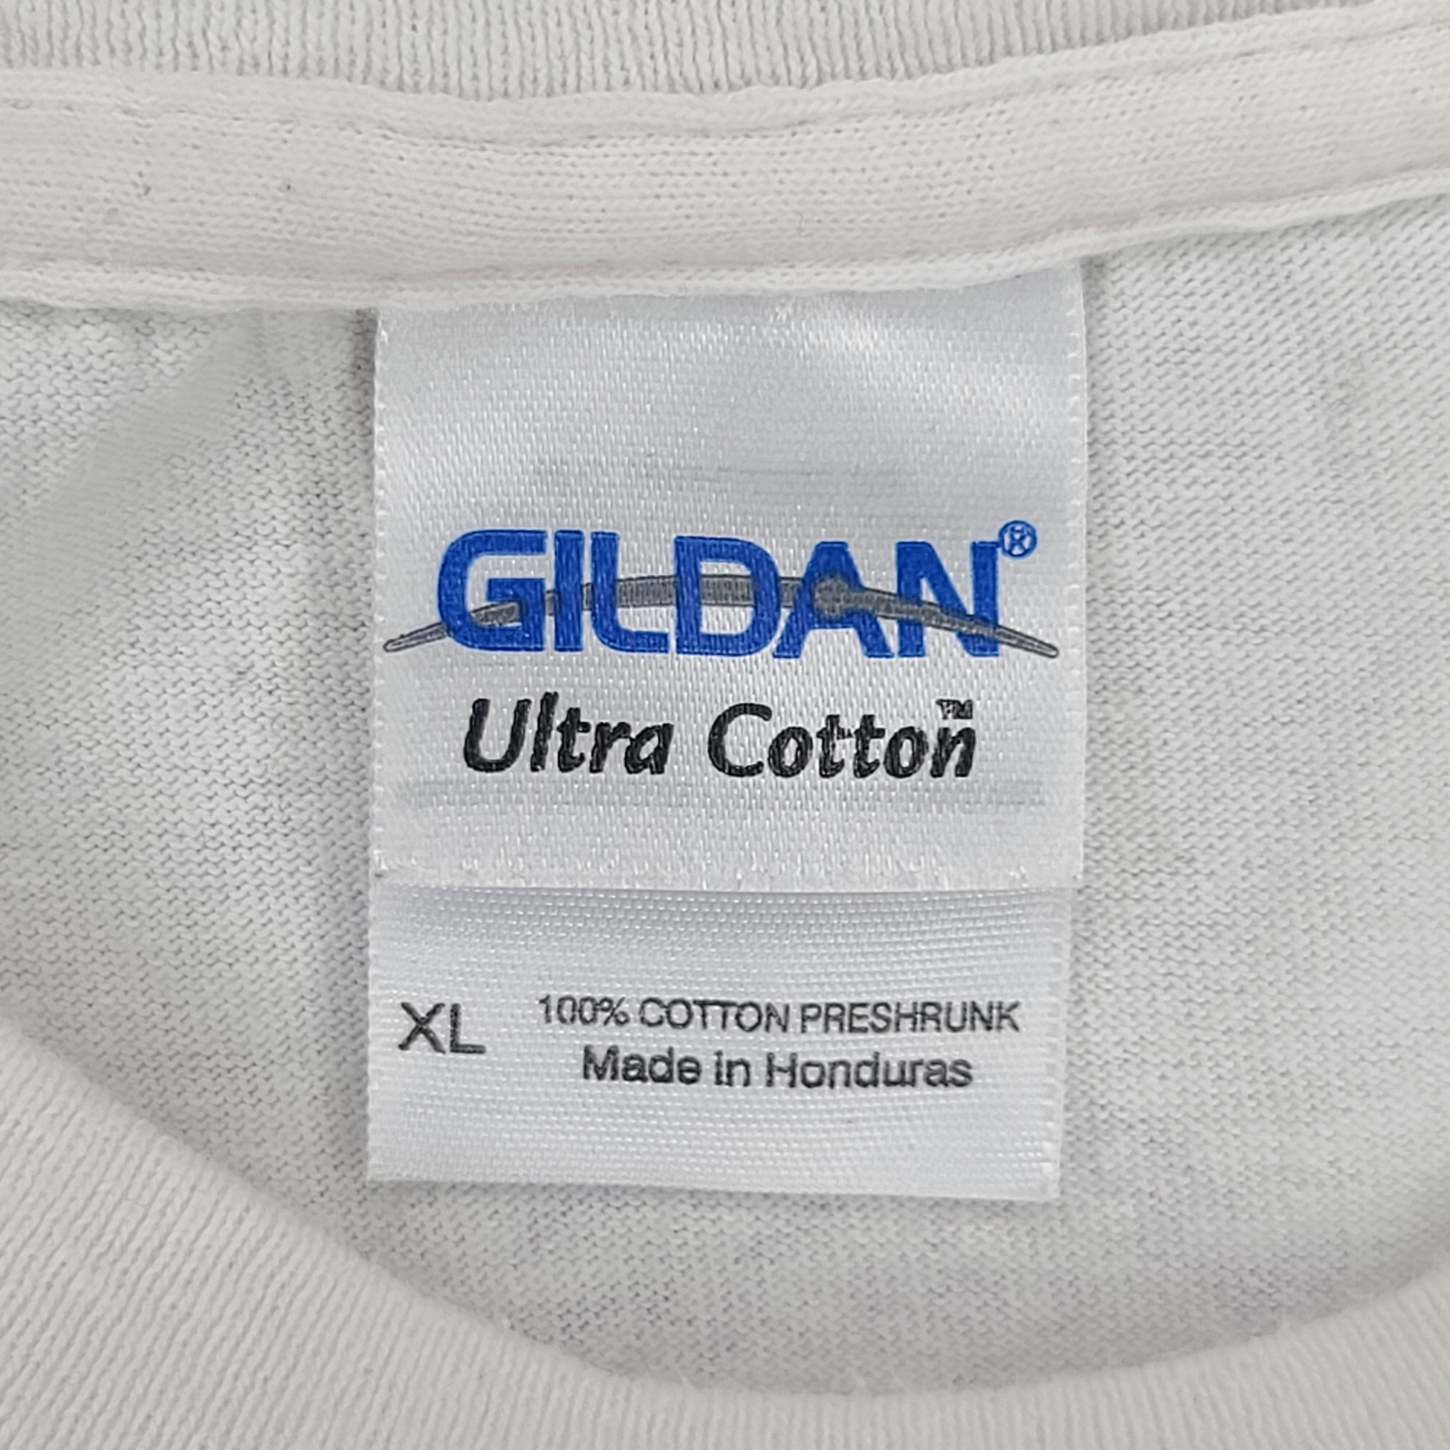 GILDAN®
Ultra Cotton™
XL
100% COTTON PRESHRUNK
Made in Honduras